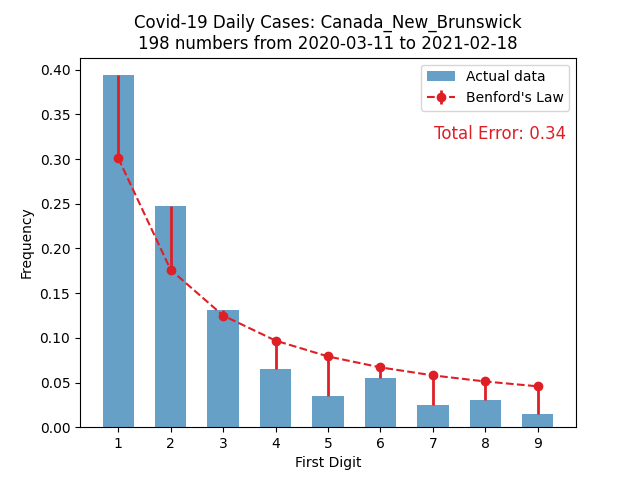 Covid-19 Daily Cases: Canada_New_Brunswick
198 numbers from 2020-03-11 to 2021-02-18
Actual data
Benford's Law
Total Error: 0.34
Frequency
0.40
0.35
0.30
0.25
0.20
0.15
0.10
0.05
0.00
1 2 3 4 5 6 7 8 9
First Digit